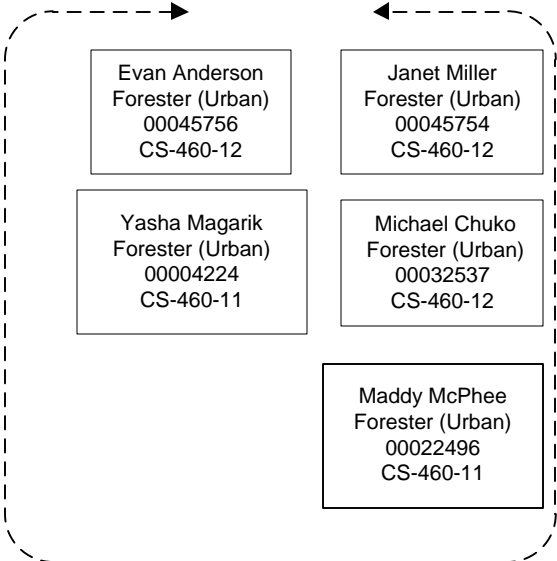 Evan Anderson
Forester (Urban)
00045756
CS-460-12
Janet Miller
Forester (Urban)
00045754
CS-460-12
Yasha Magarik
Forester (Urban)
00004224
CS-460-11
Michael Chuko
Forester (Urban)
00032537
CS-460-12
Maddy McPhee
Forester (Urban)
00022496
CS-460-11